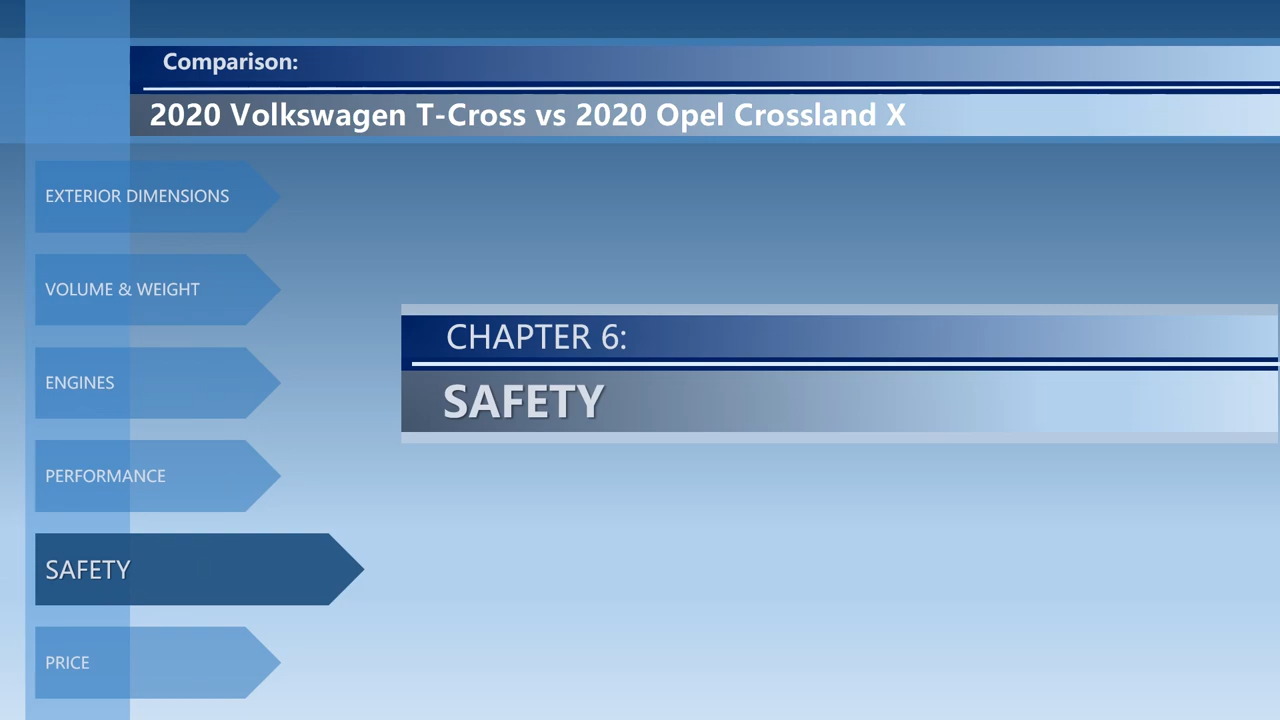 Comparison:
2020 Volkswagen T-Cross vs 2020 Opel Crossland X
EXTERIOR DIMENSIONS
VOLUME & WEIGHT
ENGINES
PERFORMANCE
SAFETY
PRICE
CHAPTER 6:
SAFETY